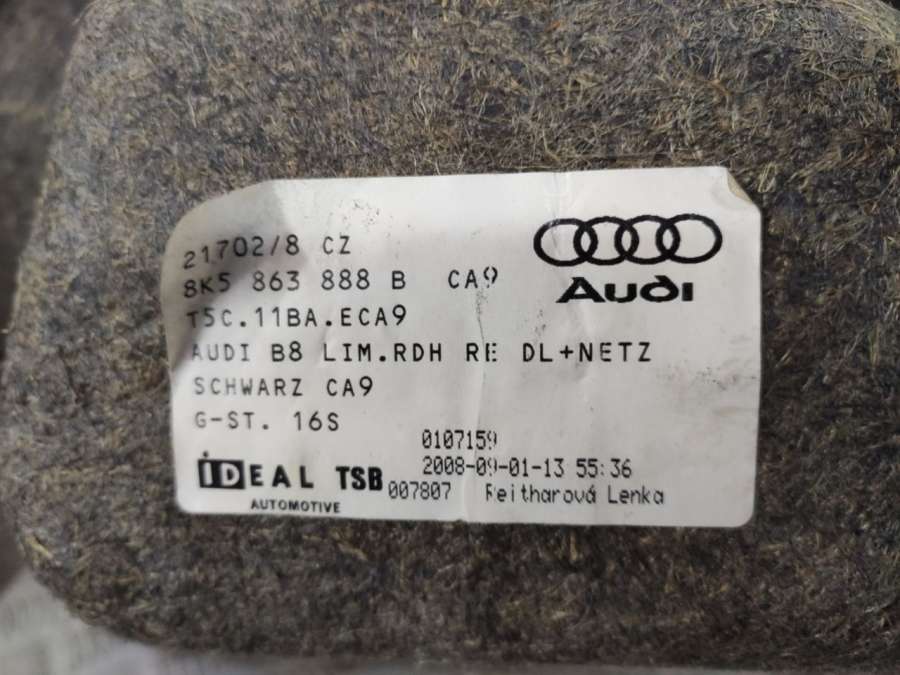 21702/8 CZ
8K5 863 888 B CA9
T5C.11BA.ECA9
AUDI B8 LIM.RDH RE DL+NETZ
SCHWARZ CA9
G-ST. 16S
Audi
0107159
2008-09-01-13 55:36
007807 Feitharová Lenka
iDEAL TSB
AUTOMOTIVE